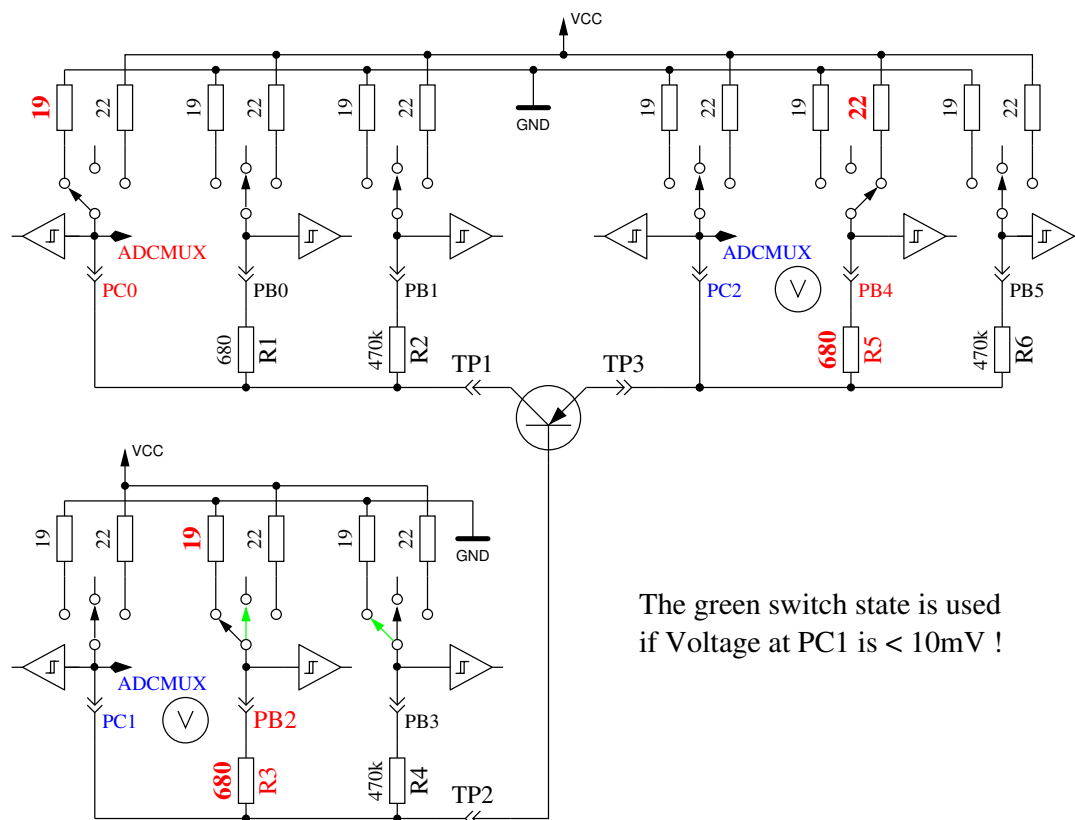 VCC
19
22
19
22
19
22
GND
19
22
19
22
19
22
ADCMUX
PC0
PB0
PB1
ADCMUX
PC2
V
PB4
PB5
680
R1
470k
R2
680
R5
470k
R6
TP1
TP3
VCC
19
22
19
22
19
22
GND
The green switch state is used
if Voltage at PC1 is < 10mV !
ADCMUX
PC1
V
PB2
PB3
680
R3
470k
R4
TP2